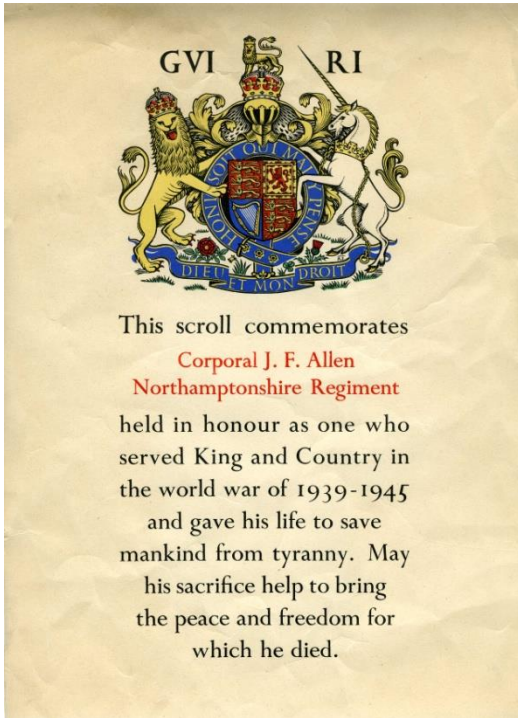 GVI RI
HONI SOIT QUI MAL Y PENSE
DIEU ET MON DROIT
This scroll commemorates
Corporal J. F. Allen
Northamptonshire Regiment
held in honour as one who
served King and Country in
the world war of 1939-1945
and gave his life to save
mankind from tyranny. May
his sacrifice help to bring
the peace and freedom for
which he died.